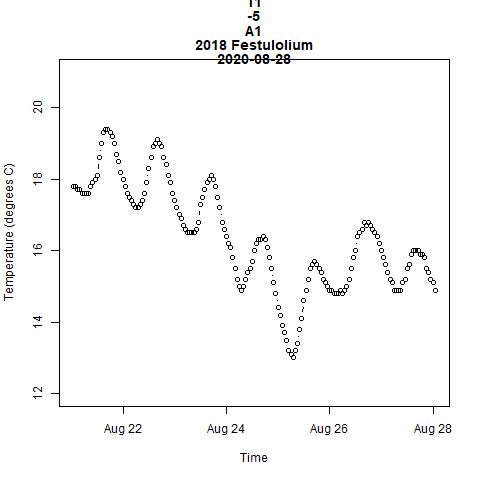 -5
A1
2018 Festulolium
2020-08-28
Temperature (degrees C)
20
18
16
14
12
Aug 22
Aug 24
Aug 26
Aug 28
Time